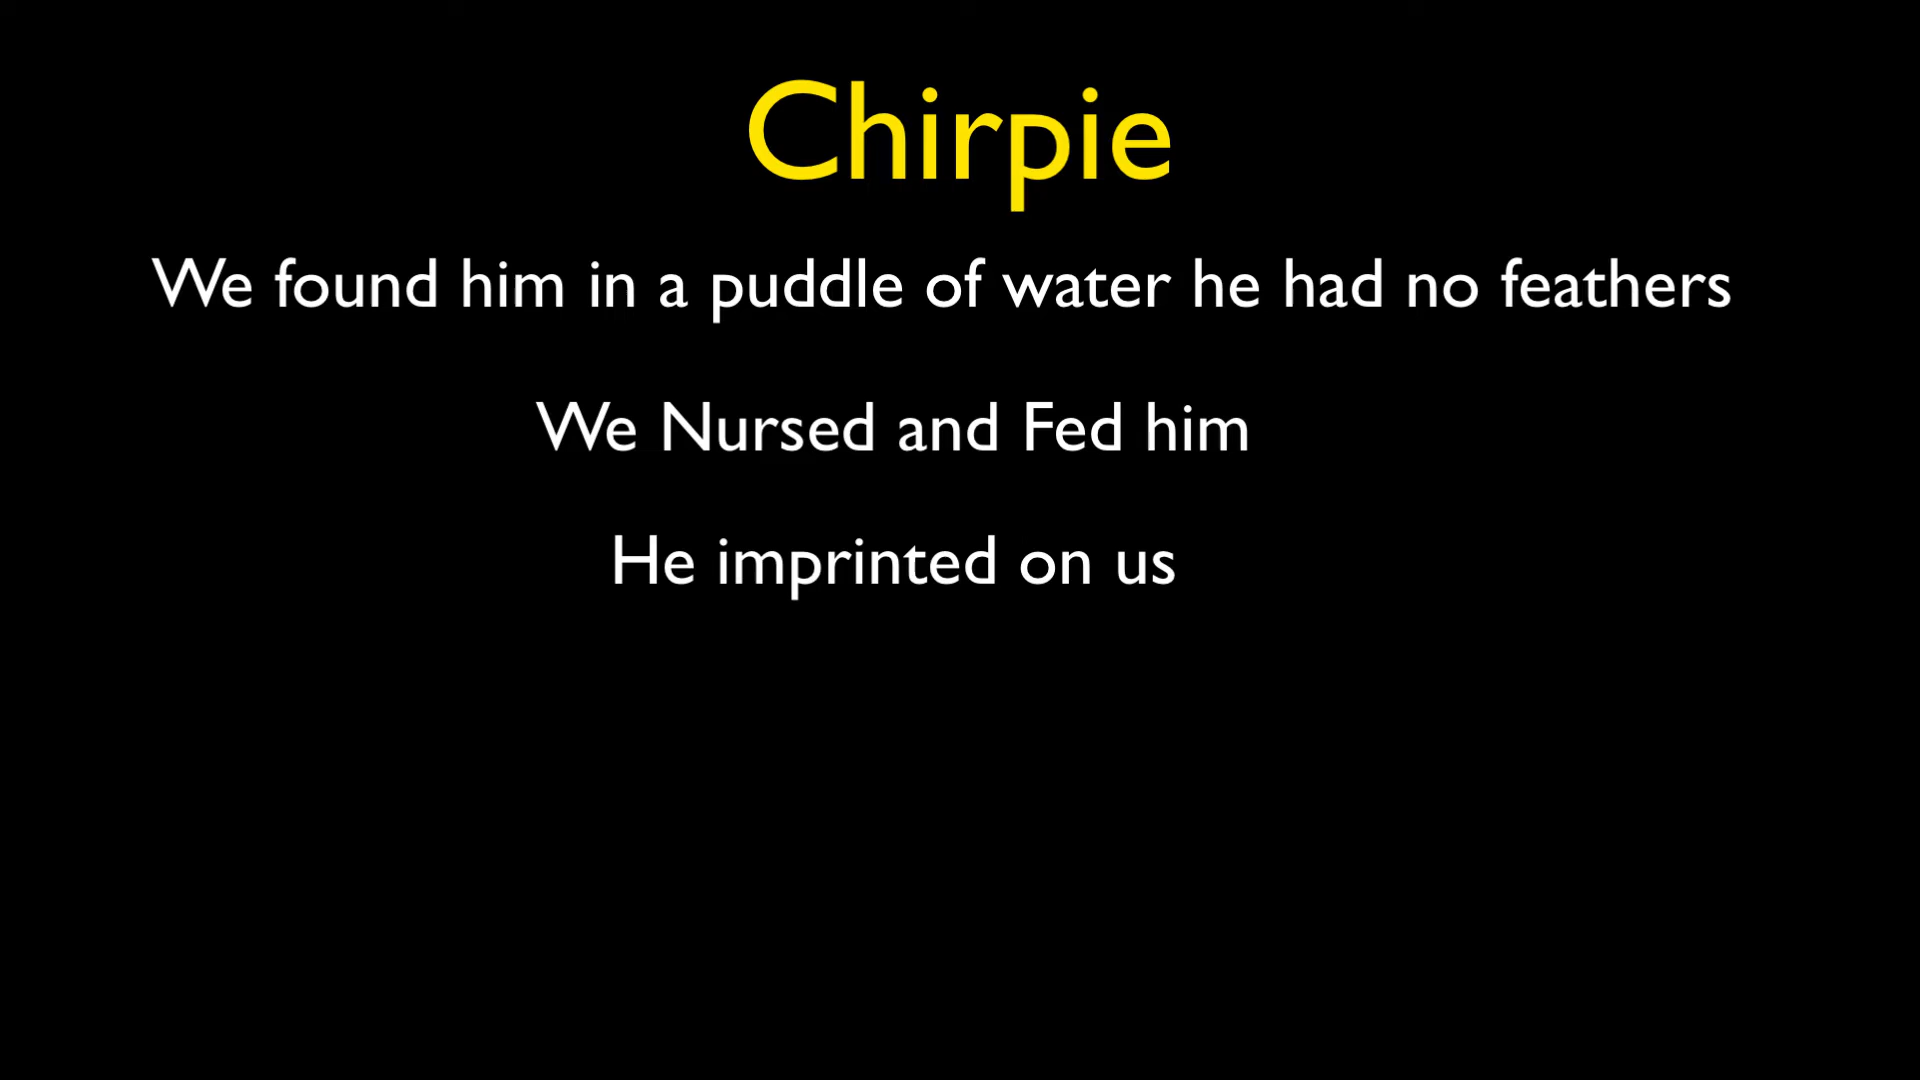 Chirpie
We found him in a puddle of water he had no feathers
We Nursed and Fed him
He imprinted on us